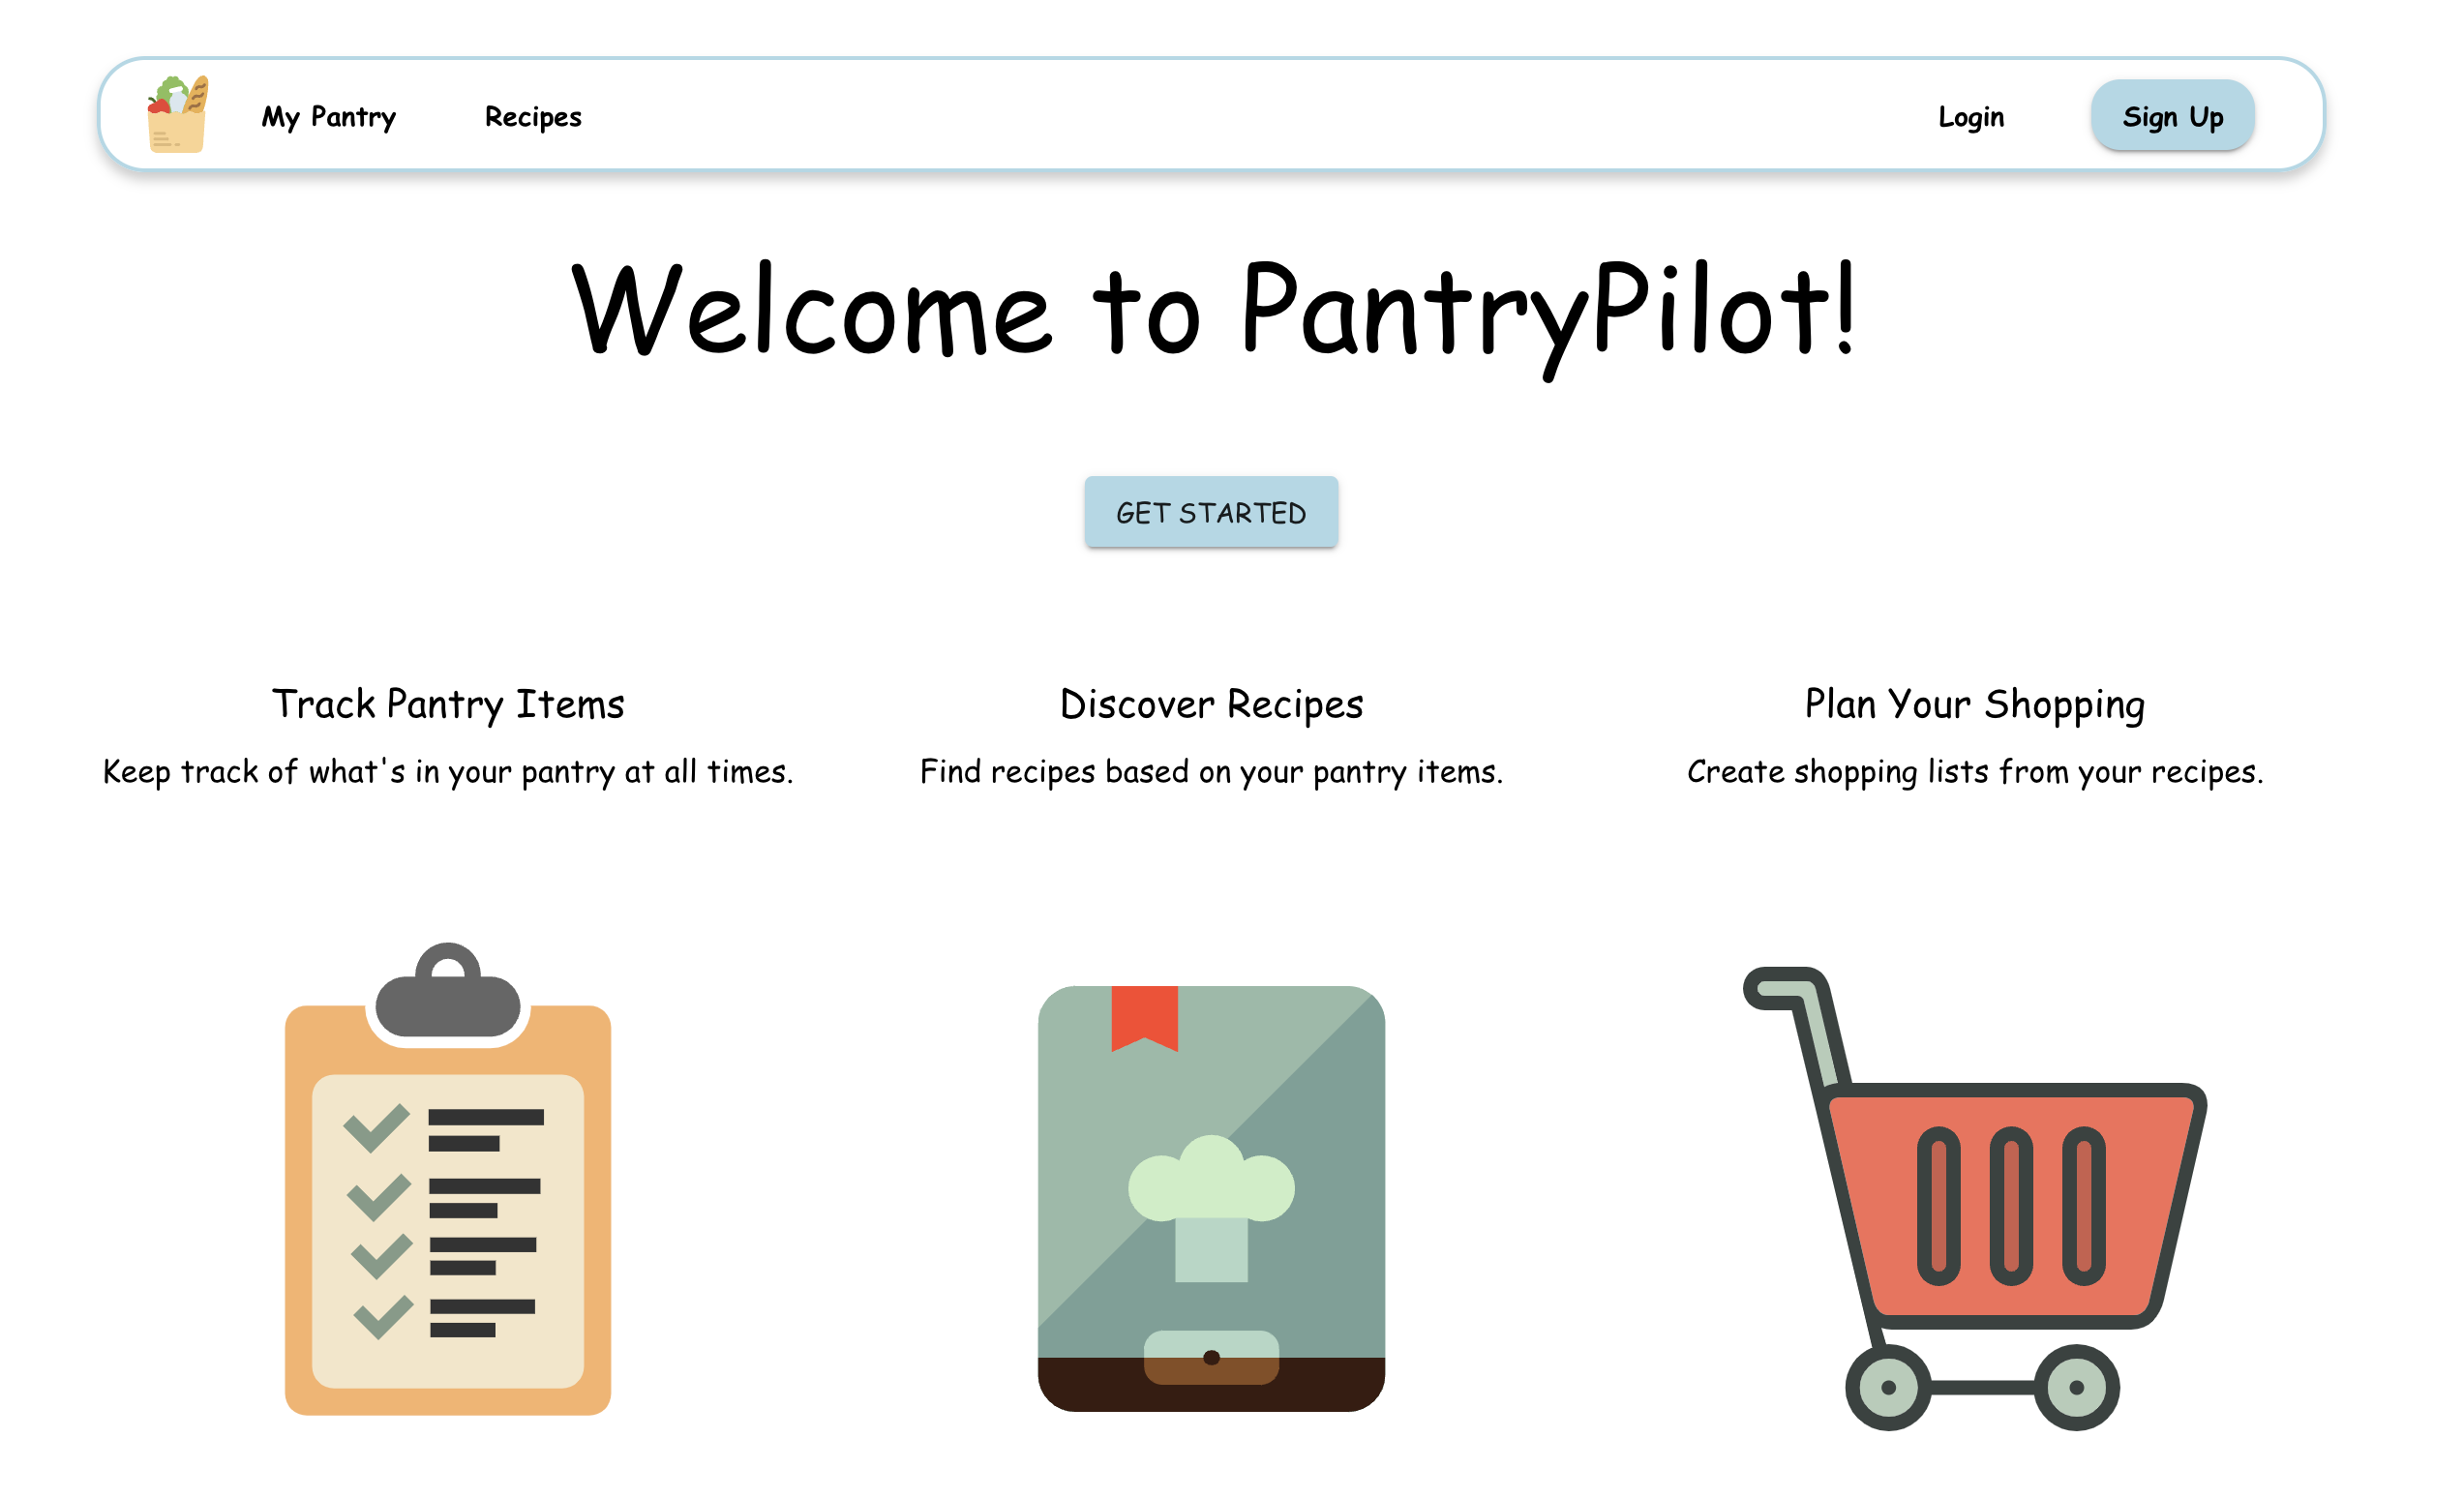 My Pantry Recipes Login Sign Up
Welcome to PantryPilot!
GET STARTED
Track Pantry Items
Keep track of what's in your pantry at all times.
Discover Recipes
Find recipes based on your pantry items.
Plan Your Shopping
Create shopping lists from your recipes.